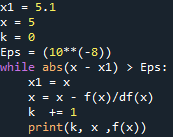 x1 = 5.1
x = 5
k = 0
Eps = (10**(-8))
while abs(x - x1) > Eps:
    x1 = x
    x = x - f(x)/df(x)
    k  += 1
    print(k, x ,f(x))